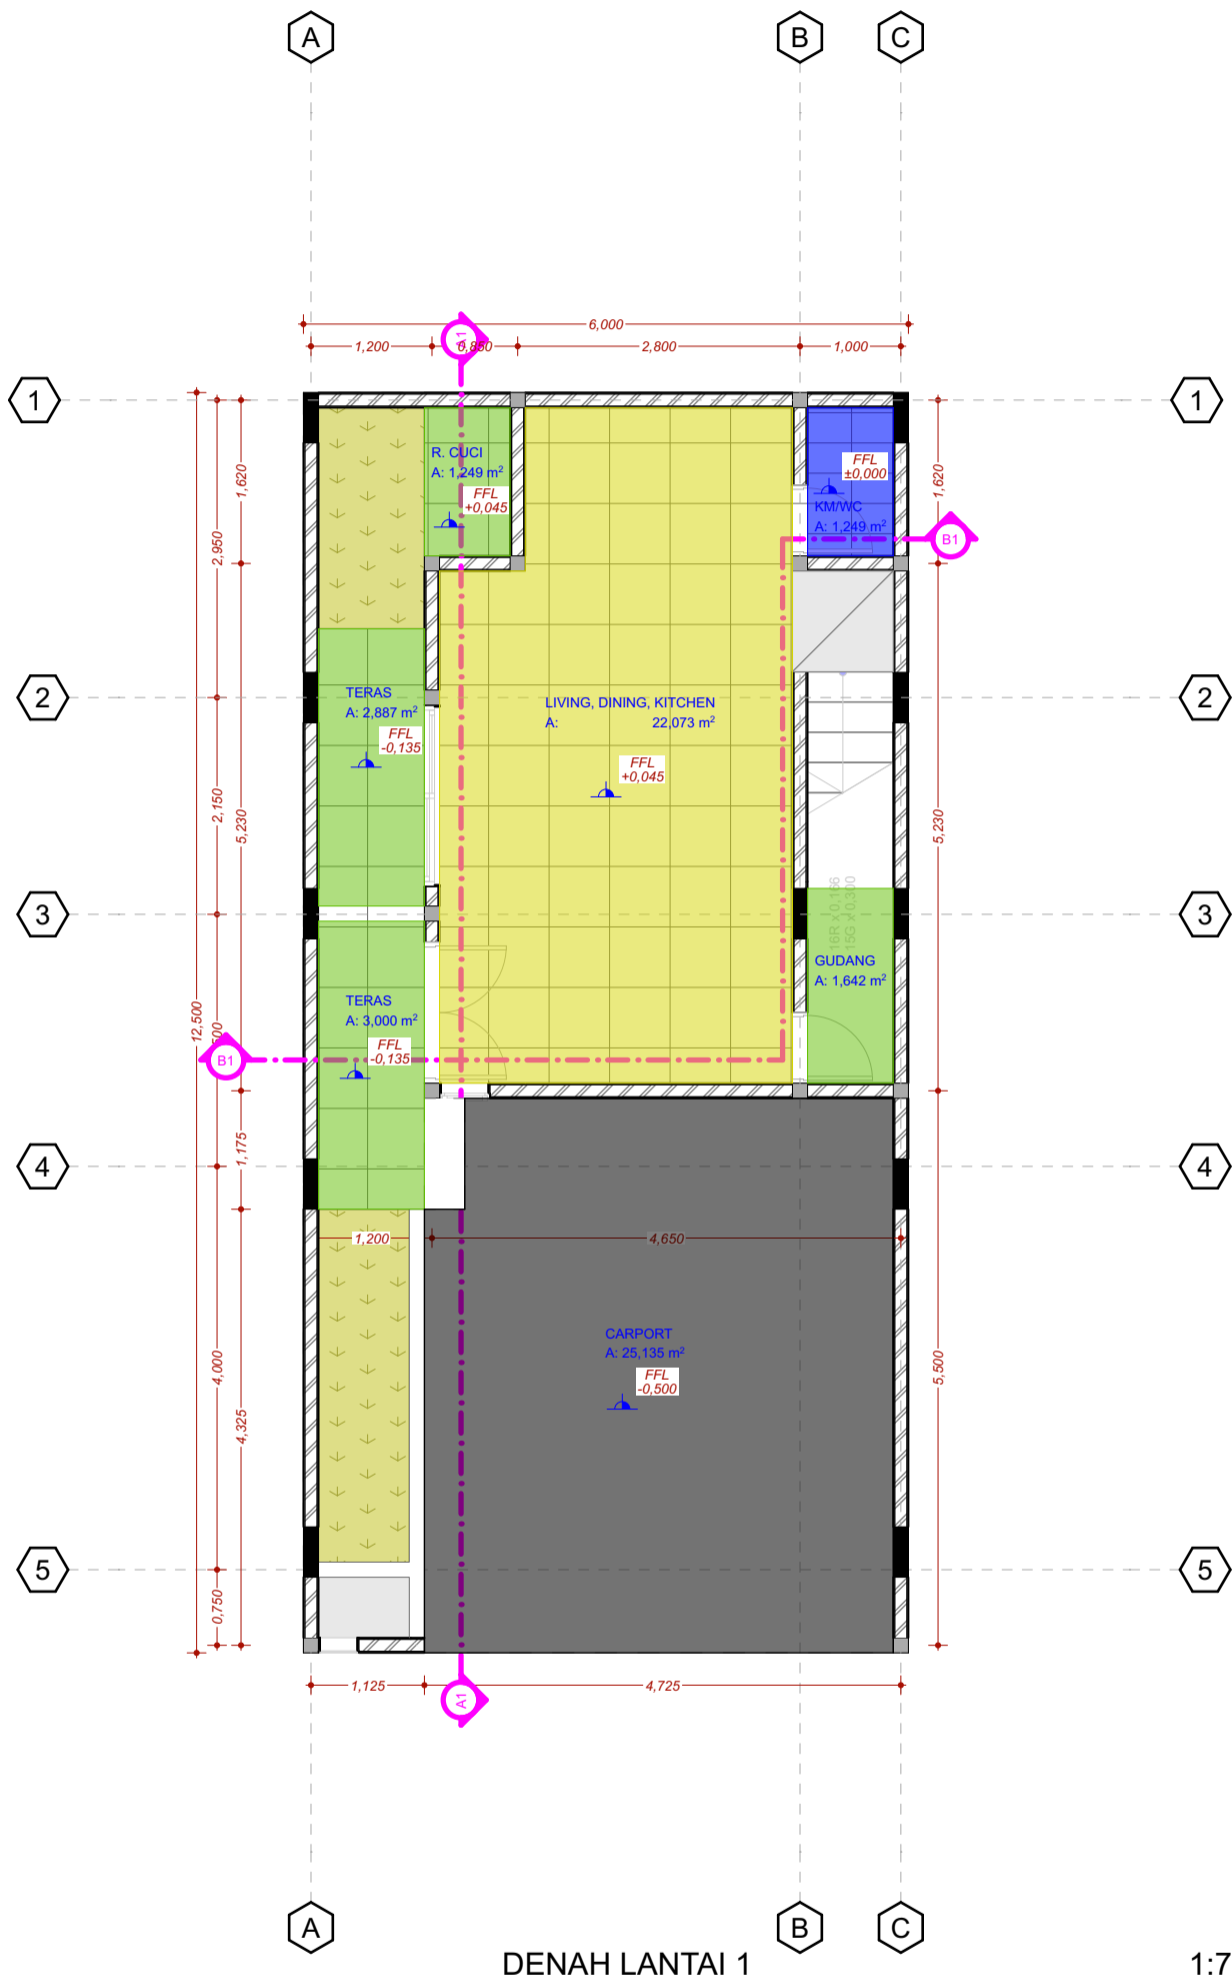 A
B
C
6,000
1,200
2,800
1,000
A1
1
1
R. CUCI
A: 1,249 m²
FFL
+0,045
FFL
±0,000
KM/WC
A: 1,249 m²
1,620
1,620
2,950
B1
2
2
TERAS
A: 2,887 m²
FFL
-0,135
LIVING, DINING, KITCHEN
A: 22,073 m²
FFL
+0,045
2,150
5,230
5,230
16R x 0,166
15G x 0,300
3
3
GUDANG
A: 1,642 m²
TERAS
A: 3,000 m²
FFL
-0,135
12,500
B1
1,175
4
4
1,200
4,650
CARPORT
A: 25,135 m²
FFL
-0,500
4,000
4,325
5,500
5
5
0,750
1,125
4,725
A1
A
B
C
DENAH LANTAI 1
1:7